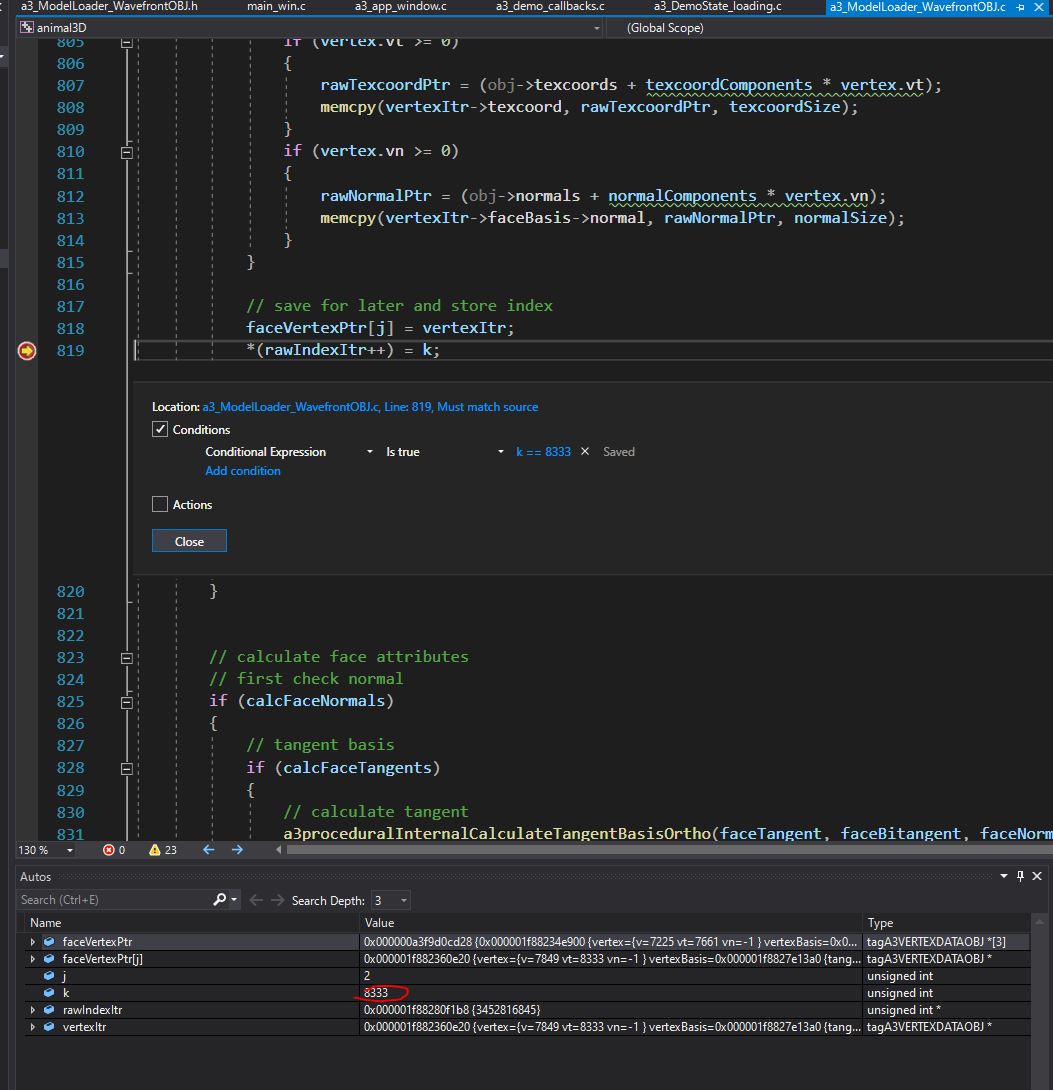 a3_ModelLoader_WavefrontOBJ.h main_win.c a3_app_window.c a3_demo_callbacks.c a3_DemoState_loading.c a3_ModelLoader_WavefrontOBJ.c
animal3D (Global Scope)
805 if (vertex.vt >= 0)
806 {
807 rawTexcoordPtr = (obj->texcoords + texcoordComponents * vertex.vt);
808 memcpy(vertexItr->texcoord, rawTexcoordPtr, texcoordSize);
809 }
810 if (vertex.vn >= 0)
811 {
812 rawNormalPtr = (obj->normals + normalComponents * vertex.vn);
813 memcpy(vertexItr->faceBasis->normal, rawNormalPtr, normalSize);
814 }
815 }
816
817 // save for later and store index
818 faceVertexPtr[j] = vertexItr;
819 *(rawIndexItr++) = k;
Location: a3_ModelLoader_WavefrontOBJ.c, Line: 819, Must match source
Conditions
Conditional Expression Is true k == 8333 Saved
Add condition
Actions
Close
820 }
821
822
823 // calculate face attributes
824 // first check normal
825 if (calcFaceNormals)
826 {
827 // tangent basis
828 if (calcFaceTangents)
829 {
830 // calculate tangent
831 a3proceduralInternalCalculateTangentBasisOrtho(faceTangent, faceBitangent, faceNorm
130 % 0 23
Autos
Search (Ctrl+E) Search Depth: 3
Name Value Type
faceVertexPtr 0x000000a3f9d0cd28 {0x000001f88234e900 {vertex={v=7225 vt=7661 vn=-1 } vertexBasis=0x0... tagA3VERTEXDATAOBJ *[3]
faceVertexPtr[j] 0x000001f882360e20 {vertex={v=7849 vt=8333 vn=-1 } vertexBasis=0x000001f8827e13a0 {tang... tagA3VERTEXDATAOBJ *
j 2 unsigned int
k 8333 unsigned int
rawIndexItr 0x000001f88280f1b8 {3452816845} unsigned int *
vertexItr 0x000001f882360e20 {vertex={v=7849 vt=8333 vn=-1 } vertexBasis=0x000001f8827e13a0 {tang... tagA3VERTEXDATAOBJ *